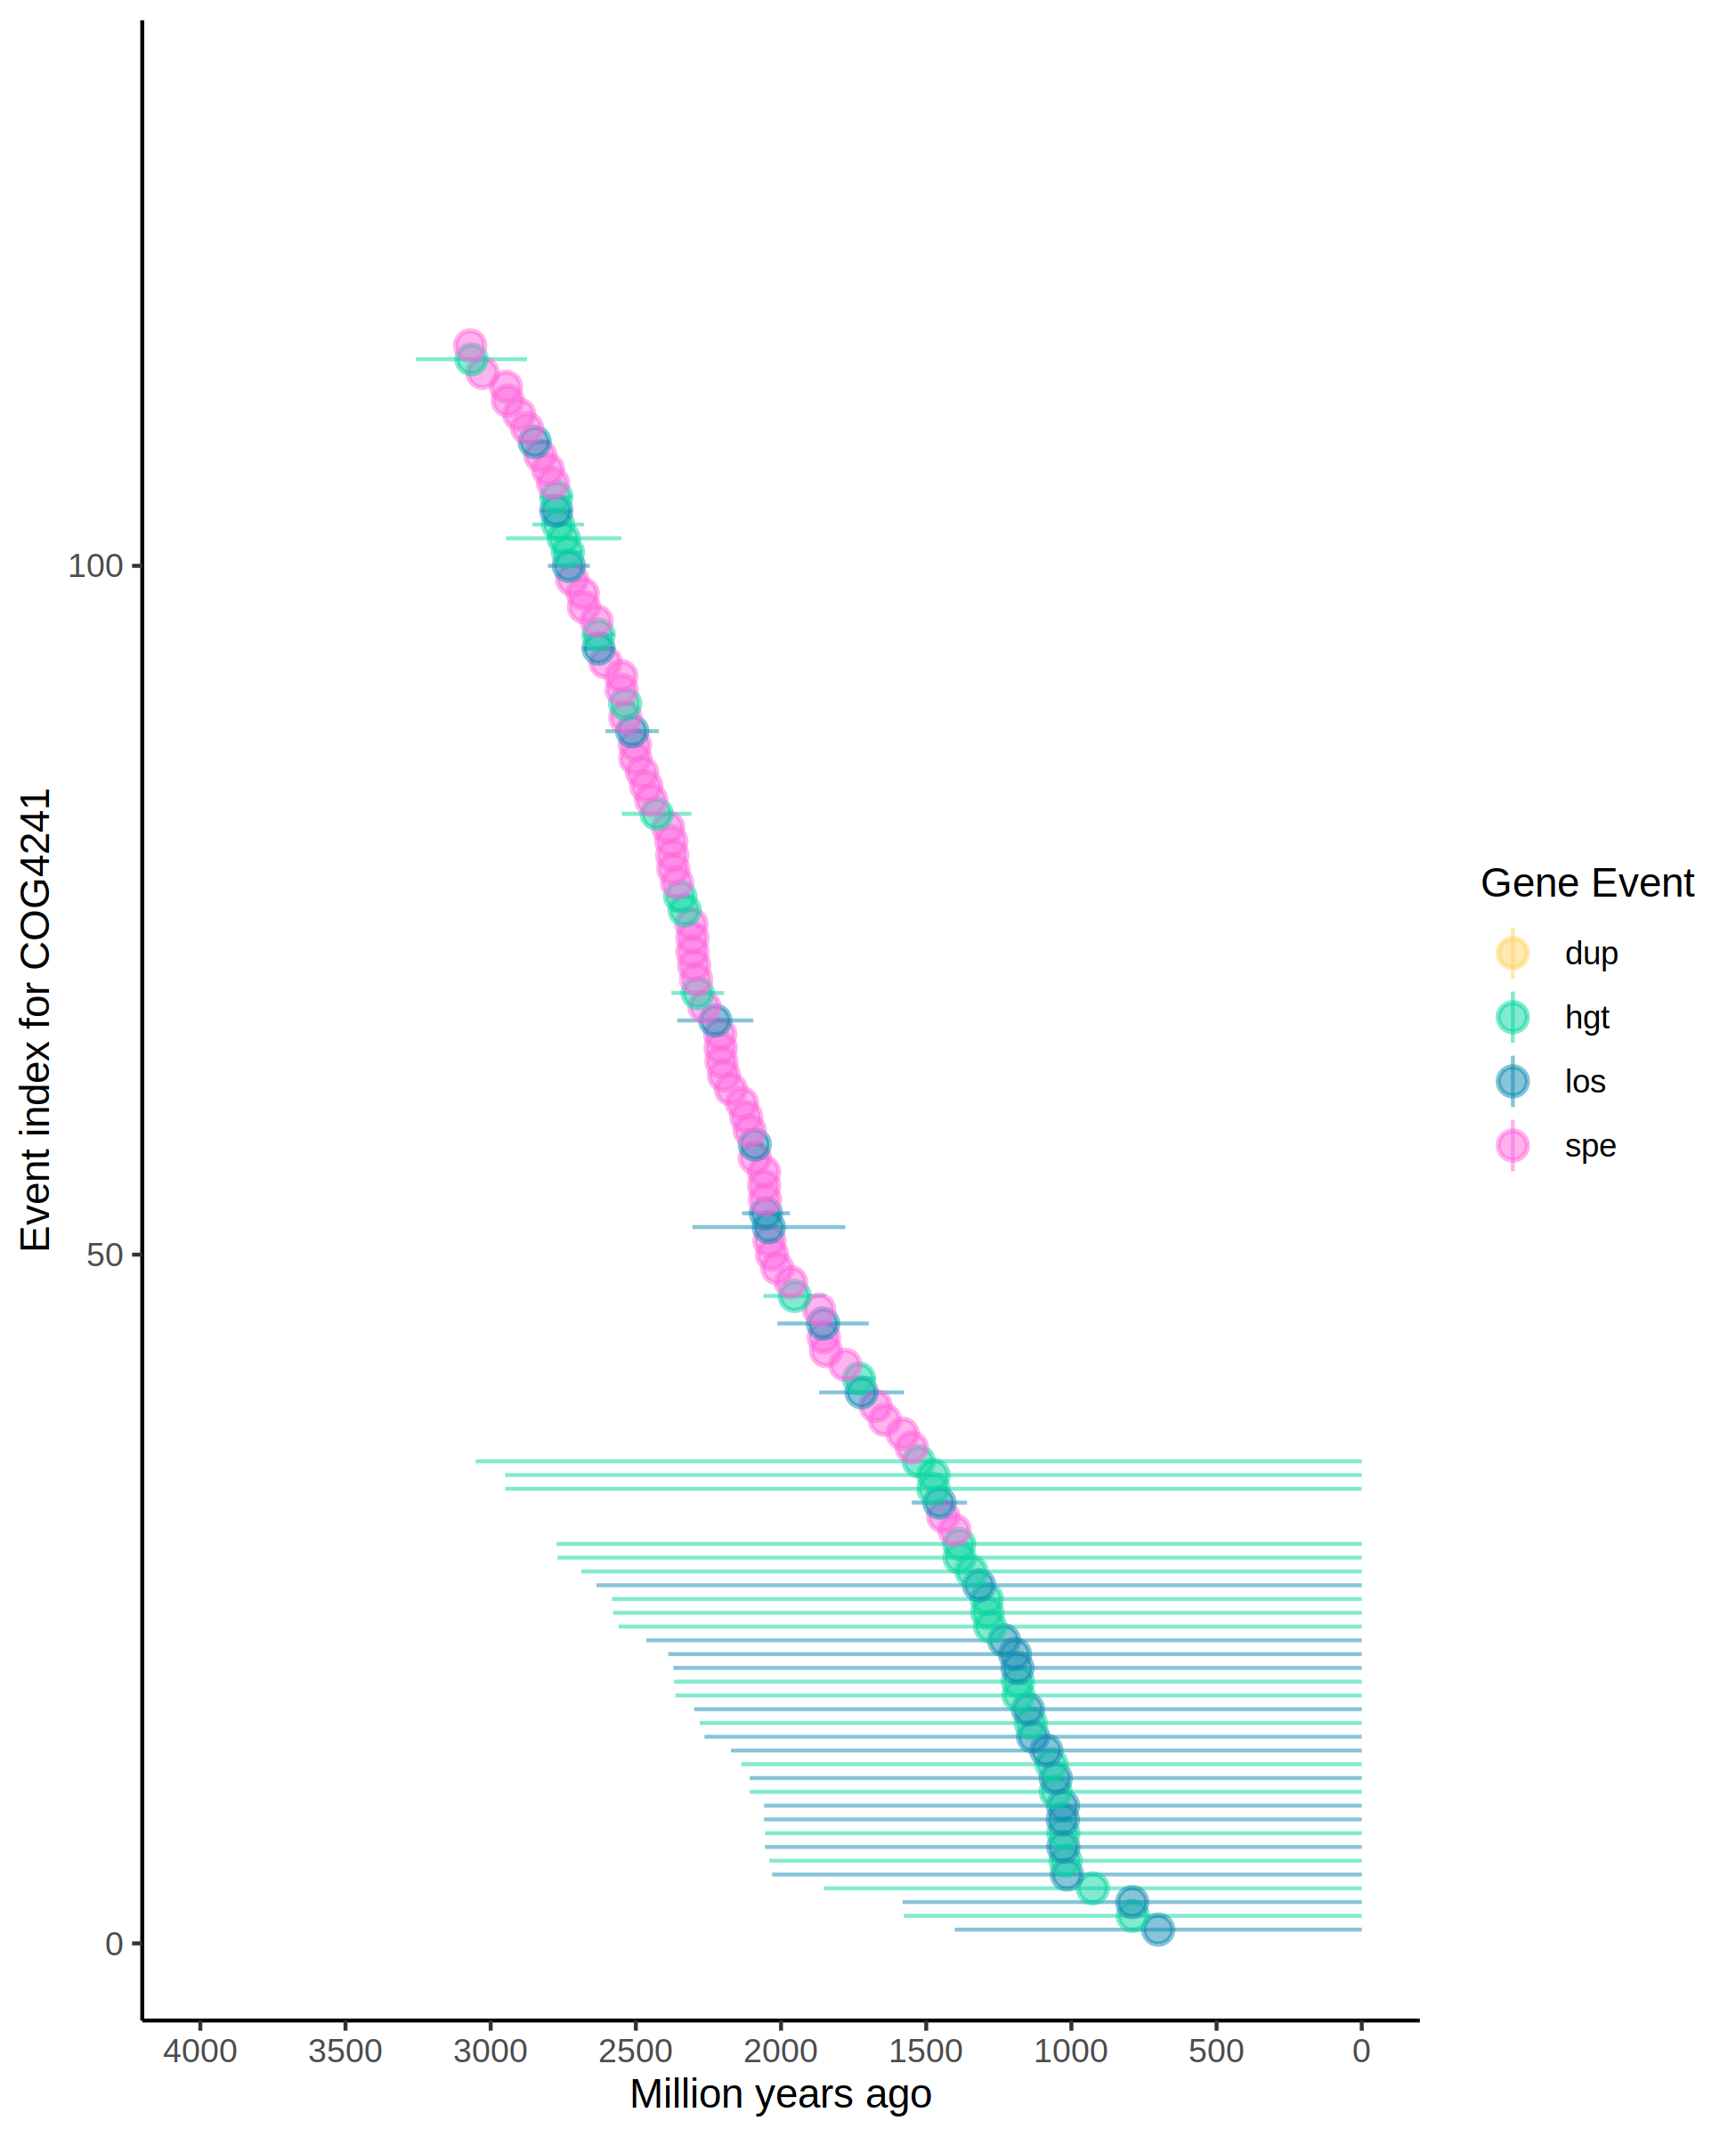 Event index for COG4241
100
50
0
4000 3500 3000 2500 2000 1500 1000 500 0
Million years ago
Gene Event
dup
hgt
los
spe